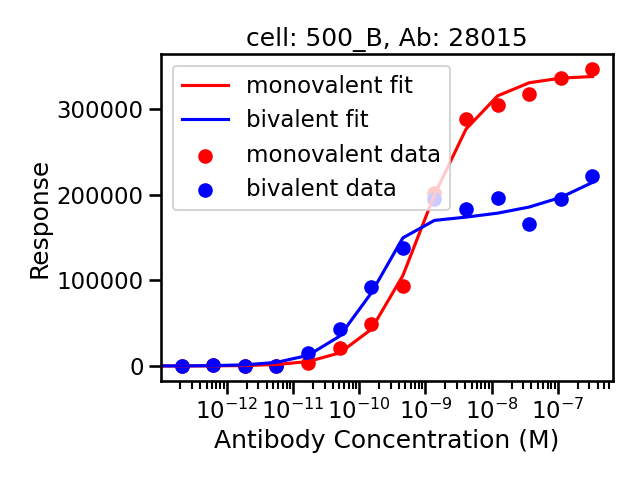 cell: 500_B, Ab: 28015
monovalent fit
bivalent fit
monovalent data
bivalent data
Response
300000
200000
100000
0
10⁻¹² 10⁻¹¹ 10⁻¹⁰ 10⁻⁹ 10⁻⁸ 10⁻⁷
Antibody Concentration (M)